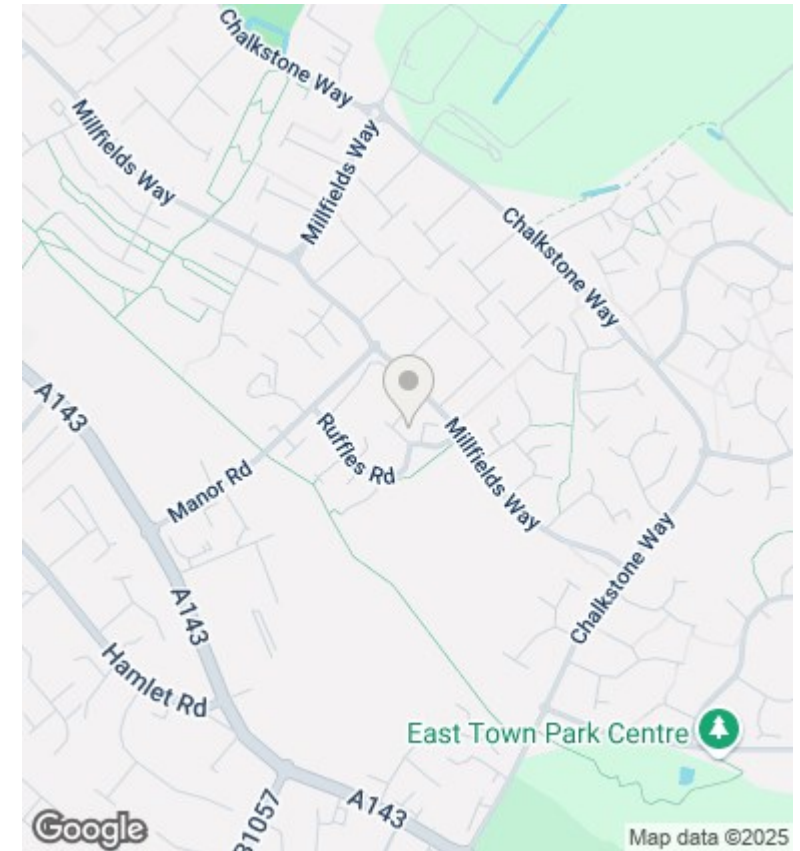 Chalkstone Way
Millfields Way
Millfields Way
Chalkstone Way
A143
Ruffles Rd
Millfields Way
Manor Rd
Chalkstone Way
A143
Hamlet Rd
East Town Park Centre
B1057
A143
Google
Map data ©2025